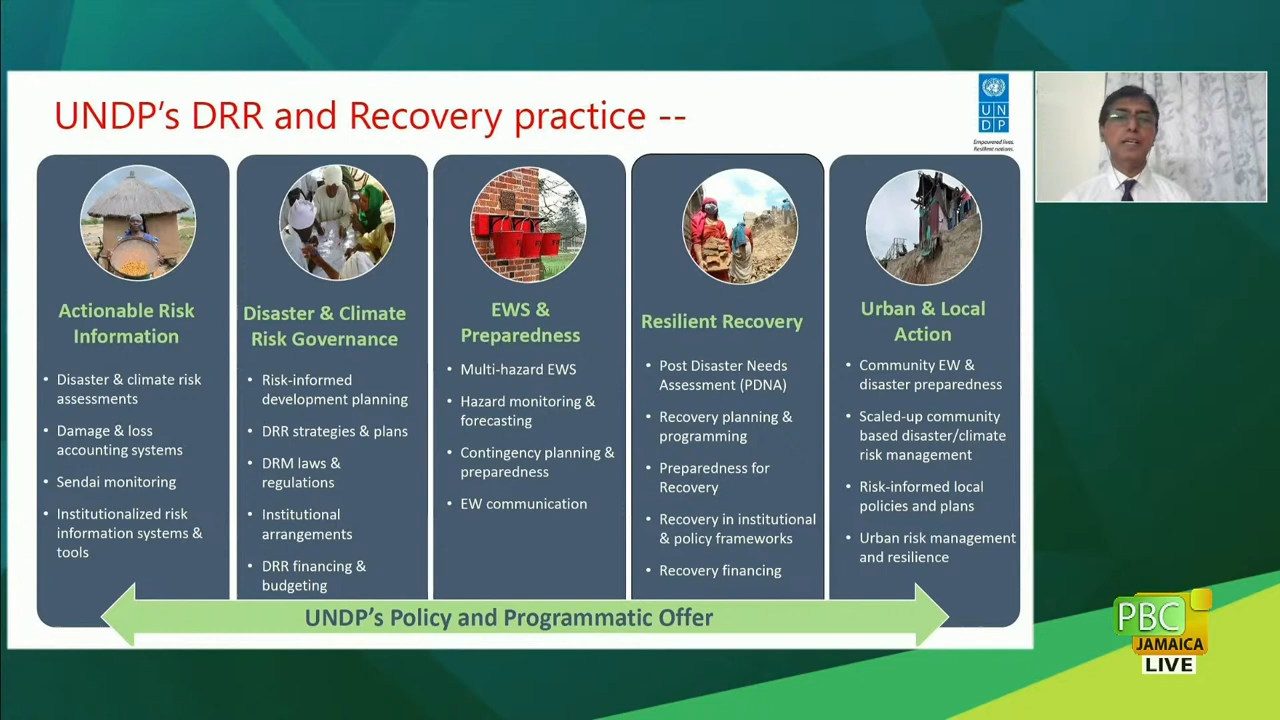 UNDP's DRR and Recovery practice --
U N
D P
Empowered lives.
Resilient nations.
Actionable Risk
Information
• Disaster & climate risk
assessments
• Damage & loss
accounting systems
• Sendai monitoring
• Institutionalized risk
information systems &
tools
Disaster & Climate
Risk Governance
• Risk-informed
development planning
• DRR strategies & plans
• DRM laws &
regulations
• Institutional
arrangements
• DRR financing &
budgeting
EWS &
Preparedness
• Multi-hazard EWS
• Hazard monitoring &
forecasting
• Contingency planning &
preparedness
• EW communication
Resilient Recovery
• Post Disaster Needs
Assessment (PDNA)
• Recovery planning &
programming
• Preparedness for
Recovery
• Recovery in institutional
& policy frameworks
• Recovery financing
Urban & Local
Action
• Community EW &
disaster preparedness
• Scaled-up community
based disaster/climate
risk management
• Risk-informed local
policies and plans
• Urban risk management
and resilience
UNDP's Policy and Programmatic Offer
PBC
JAMAICA
LIVE